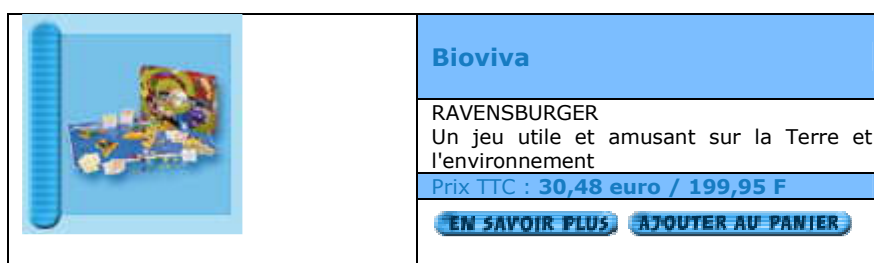 Bioviva
RAVENSBURGER
Un jeu utile et amusant sur la Terre et
l'environnement
Prix TTC : 30,48 euro / 199,95 F
EN SAVOIR PLUS AJOUTER AU PANIER